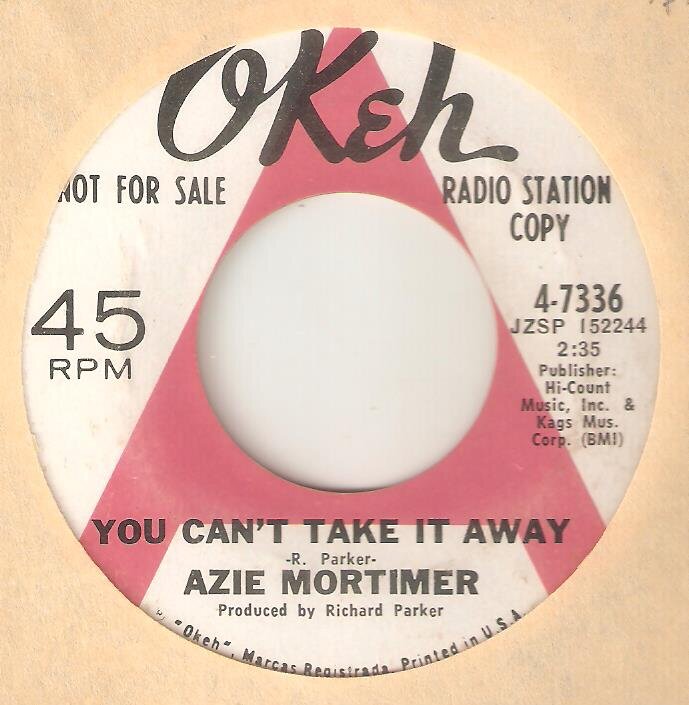 OKeh
NOT FOR SALE
RADIO STATION
COPY
45
RPM
4-7336
JZSP 152244
2:35
Publisher:
Hi-Count
Music, Inc. &
Kags Mus.
Corp. (BMI)
YOU CAN'T TAKE IT AWAY
-R. Parker-
AZIE MORTIMER
Produced by Richard Parker
"Okeh", Marcas Registrada. Printed in U.S.A.